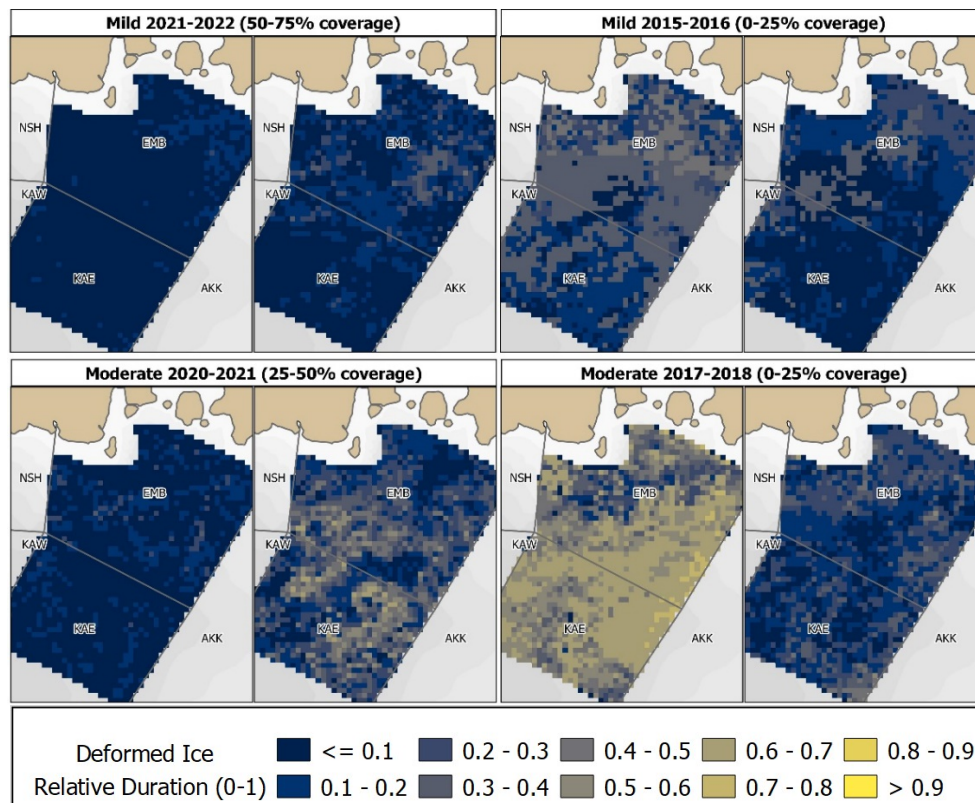 Mild 2021-2022 (50-75% coverage)
Mild 2015-2016 (0-25% coverage)
NSH EMB EMB NSH EMB EMB
KAW KAW KAW KAW
KAE AKK KAE AKK KAE AKK KAE AKK
Moderate 2020-2021 (25-50% coverage)
Moderate 2017-2018 (0-25% coverage)
NSH EMB NSH EMB NSH EMB NSH EMB
KAW KAW KAW KAW
KAE AKK KAE AKK KAE AKK KAE AKK
Deformed Ice
Relative Duration (0-1)
<= 0.1 0.2 - 0.3 0.4 - 0.5 0.6 - 0.7 0.8 - 0.9
0.1 - 0.2 0.3 - 0.4 0.5 - 0.6 0.7 - 0.8 > 0.9